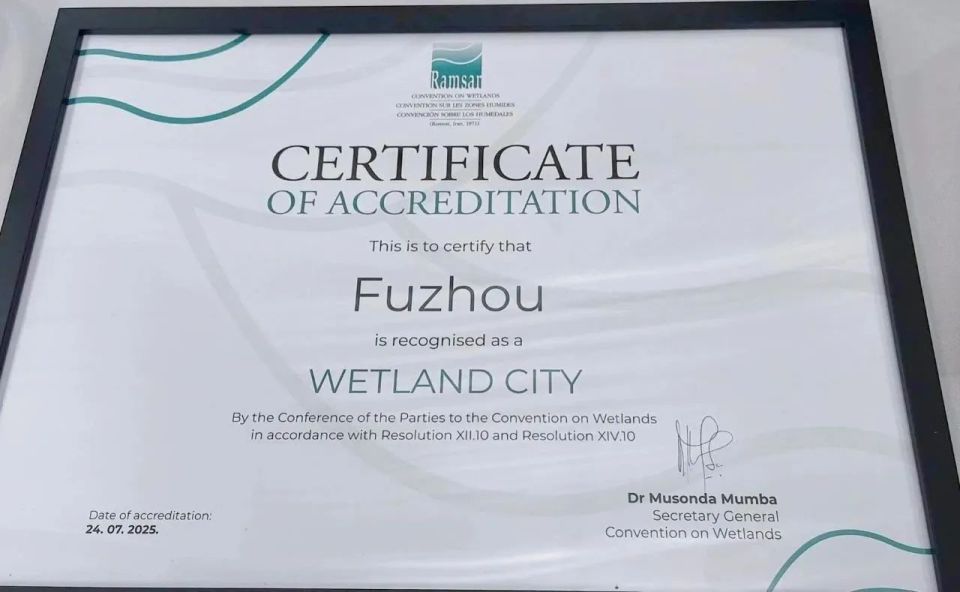 Ramsar
CONVENTION ON WETLANDS
CONVENTION SUR LES ZONES HUMIDES
CONVENCIÓN SOBRE LOS HUMEDALES
(Ramsar, Iran, 1971)
CERTIFICATE
OF ACCREDITATION
This is to certify that
Fuzhou
is recognised as a
WETLAND CITY
By the Conference of the Parties to the Convention on Wetlands
in accordance with Resolution XII.10 and Resolution XIV.10
Dr Musonda Mumba
Secretary General
Convention on Wetlands
Date of accreditation:
24. 07. 2025.